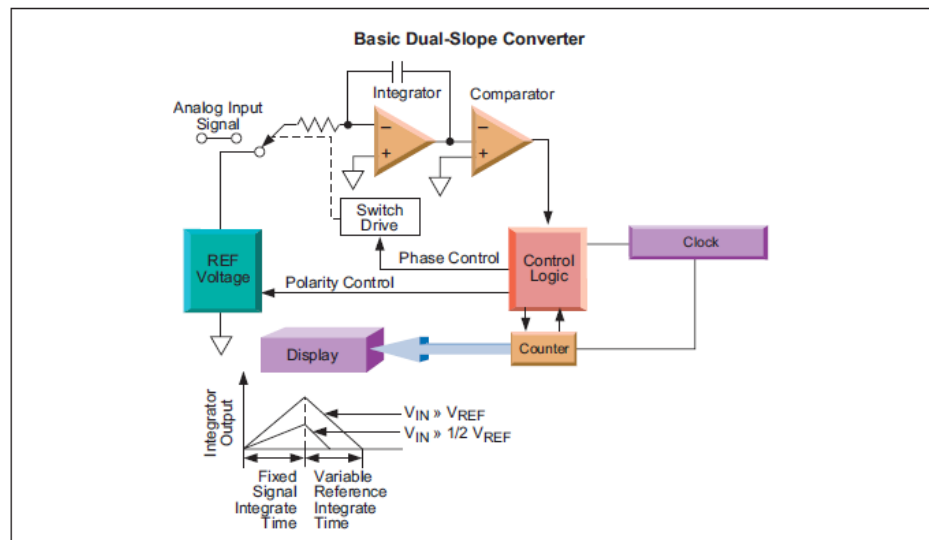 Basic Dual-Slope Converter
Analog Input
Signal
Integrator
Comparator
−
+
−
+
Switch
Drive
REF
Voltage
Phase Control
Polarity Control
Control
Logic
Clock
Counter
Display
Integrator
Output
VIN » VREF
VIN » 1/2 VREF
Fixed
Signal
Integrate
Time
Variable
Reference
Integrate
Time